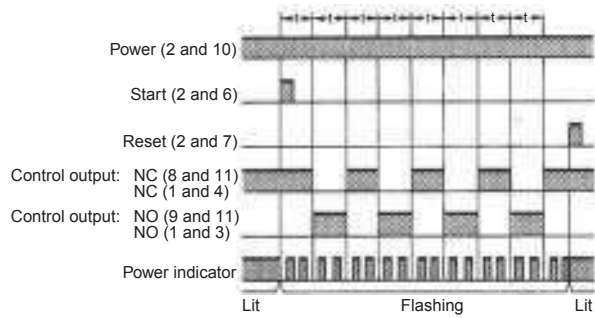 t t t t t t t t
Power (2 and 10)
Start (2 and 6)
Reset (2 and 7)
Control output: NC (8 and 11)
NC (1 and 4)
Control output: NO (9 and 11)
NO (1 and 3)
Power indicator
Lit Flashing Lit